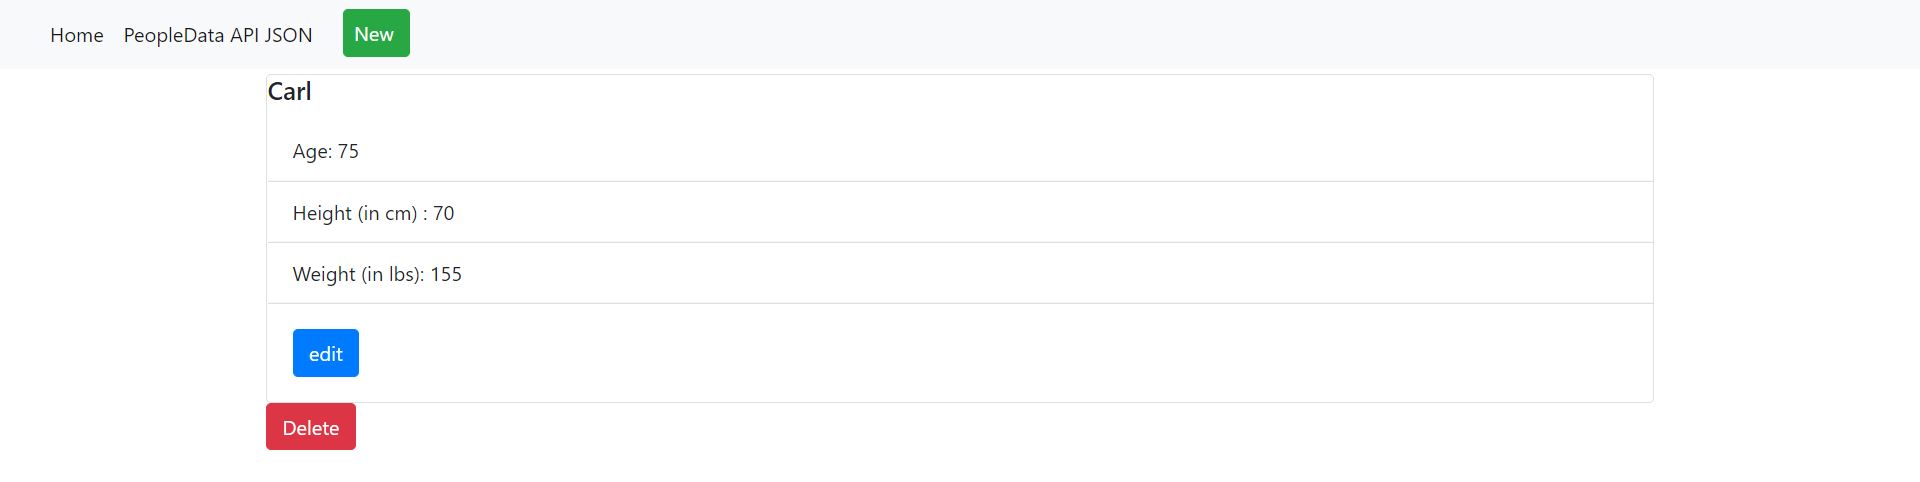 Home PeopleData API JSON New
Carl
Age: 75
Height (in cm) : 70
Weight (in lbs): 155
edit
Delete